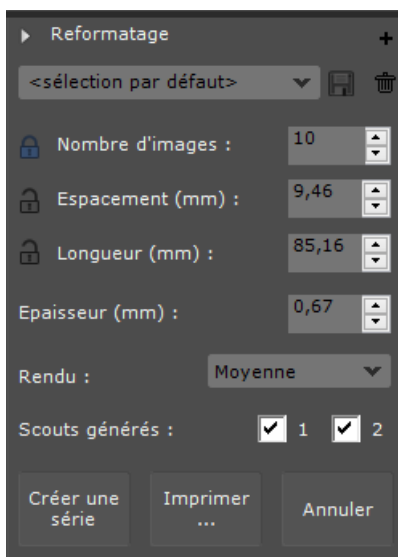 Reformatage +
<sélection par défaut>
Nombre d'images : 10
Espacement (mm) : 9,46
Longueur (mm) : 85,16
Epaisseur (mm) : 0,67
Rendu : Moyenne
Scouts générés : 1 2
Créer une série
Imprimer ...
Annuler